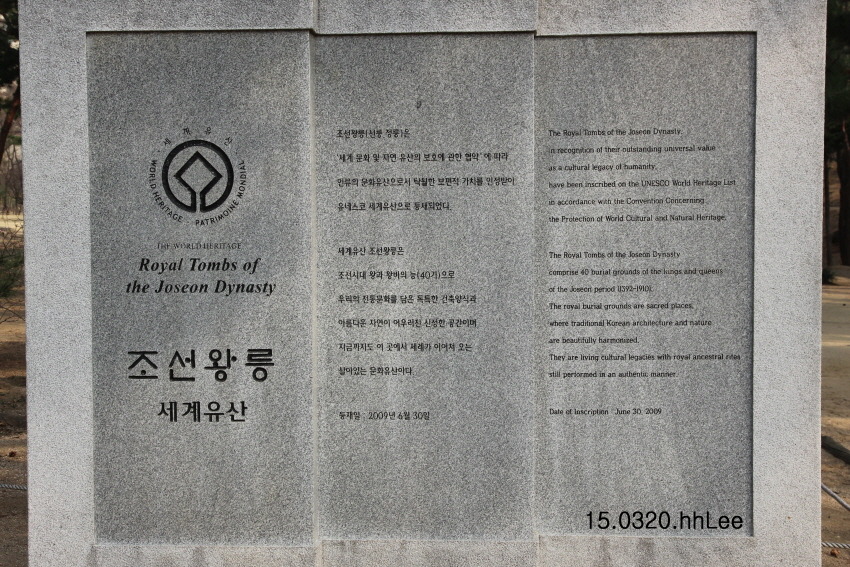 세계유산
WORLD HERITAGE PATRIMOINE MONDIAL
THE WORLD HERITAGE
Royal Tombs of
the Joseon Dynasty
조선왕릉
세계유산
조선왕릉(선릉 정릉)은
'세계 문화 및 자연 유산의 보호에 관한 협약' 에 따라
인류의 문화유산으로서 탁월한 보편적 가치를 인정받아
유네스코 세계유산으로 등재되었다.
세계유산 조선왕릉은
조선시대 왕과 왕비의 능(40기)으로
우리의 전통문화를 담은 독특한 건축양식과
아름다운 자연이 어우러진 신성한 공간이며
지금까지도 이 곳에서 제례가 이어져 오는
살아있는 문화유산이다.
등재일 : 2009년 6월 30일
The Royal Tombs of the Joseon Dynasty,
in recognition of their outstanding universal value
as a cultural legacy of humanity,
have been inscribed on the UNESCO World Heritage List
in accordance with the Convention Concerning
the Protection of World Cultural and Natural Heritage.
The Royal Tombs of the Joseon Dynasty
comprise 40 burial grounds of the kings and queens
of the Joseon period (1392-1910).
The royal burial grounds are sacred places,
where traditional Korean architecture and nature
are beautifully harmonized.
They are living cultural legacies with royal ancestral rites
still performed in an authentic manner.
Date of Inscription : June 30, 2009
15.0320.hhLee